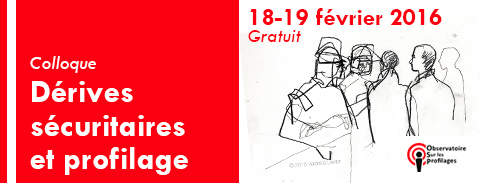 Colloque
Dérives
sécuritaires
et profilage
18-19 février 2016
Gratuit
Observatoire
Sur les
profilages